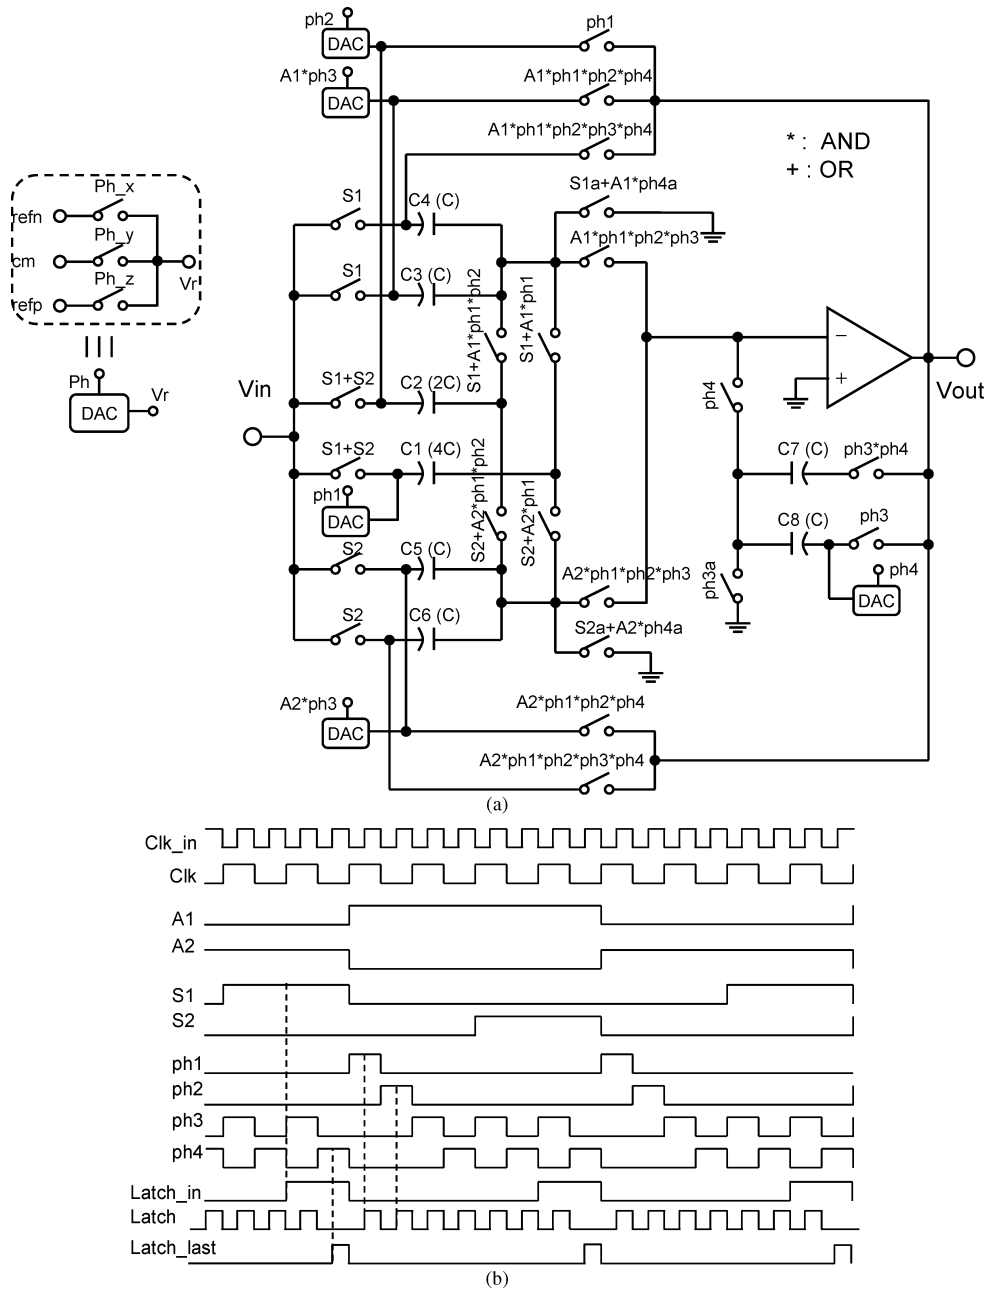 ph2
DAC
ph1
A1*ph3
DAC
A1*ph1*ph2*ph4
A1*ph1*ph2*ph3*ph4
* : AND
+ : OR
Ph_x
refn
Ph_y
cm
Ph_z
refp
Vr
Ph
DAC
Vr
S1
C4 (C)
S1a+A1*ph4a
A1*ph1*ph2*ph3
S1
C3 (C)
S1+A1*ph1*ph2
S1+A1*ph1
Vin
S1+S2
C2 (2C)
S1+S2
C1 (4C)
ph1
DAC
S2+A2*ph1*ph2
S2+A2*ph1
−
+
Vout
ph4
C7 (C)
ph3*ph4
C8 (C)
ph3
ph4
DAC
ph3a
S2
C5 (C)
A2*ph1*ph2*ph3
S2
C6 (C)
S2a+A2*ph4a
A2*ph3
DAC
A2*ph1*ph2*ph4
A2*ph1*ph2*ph3*ph4
(a)
Clk_in
Clk
A1
A2
S1
S2
ph1
ph2
ph3
ph4
Latch_in
Latch
Latch_last
(b)